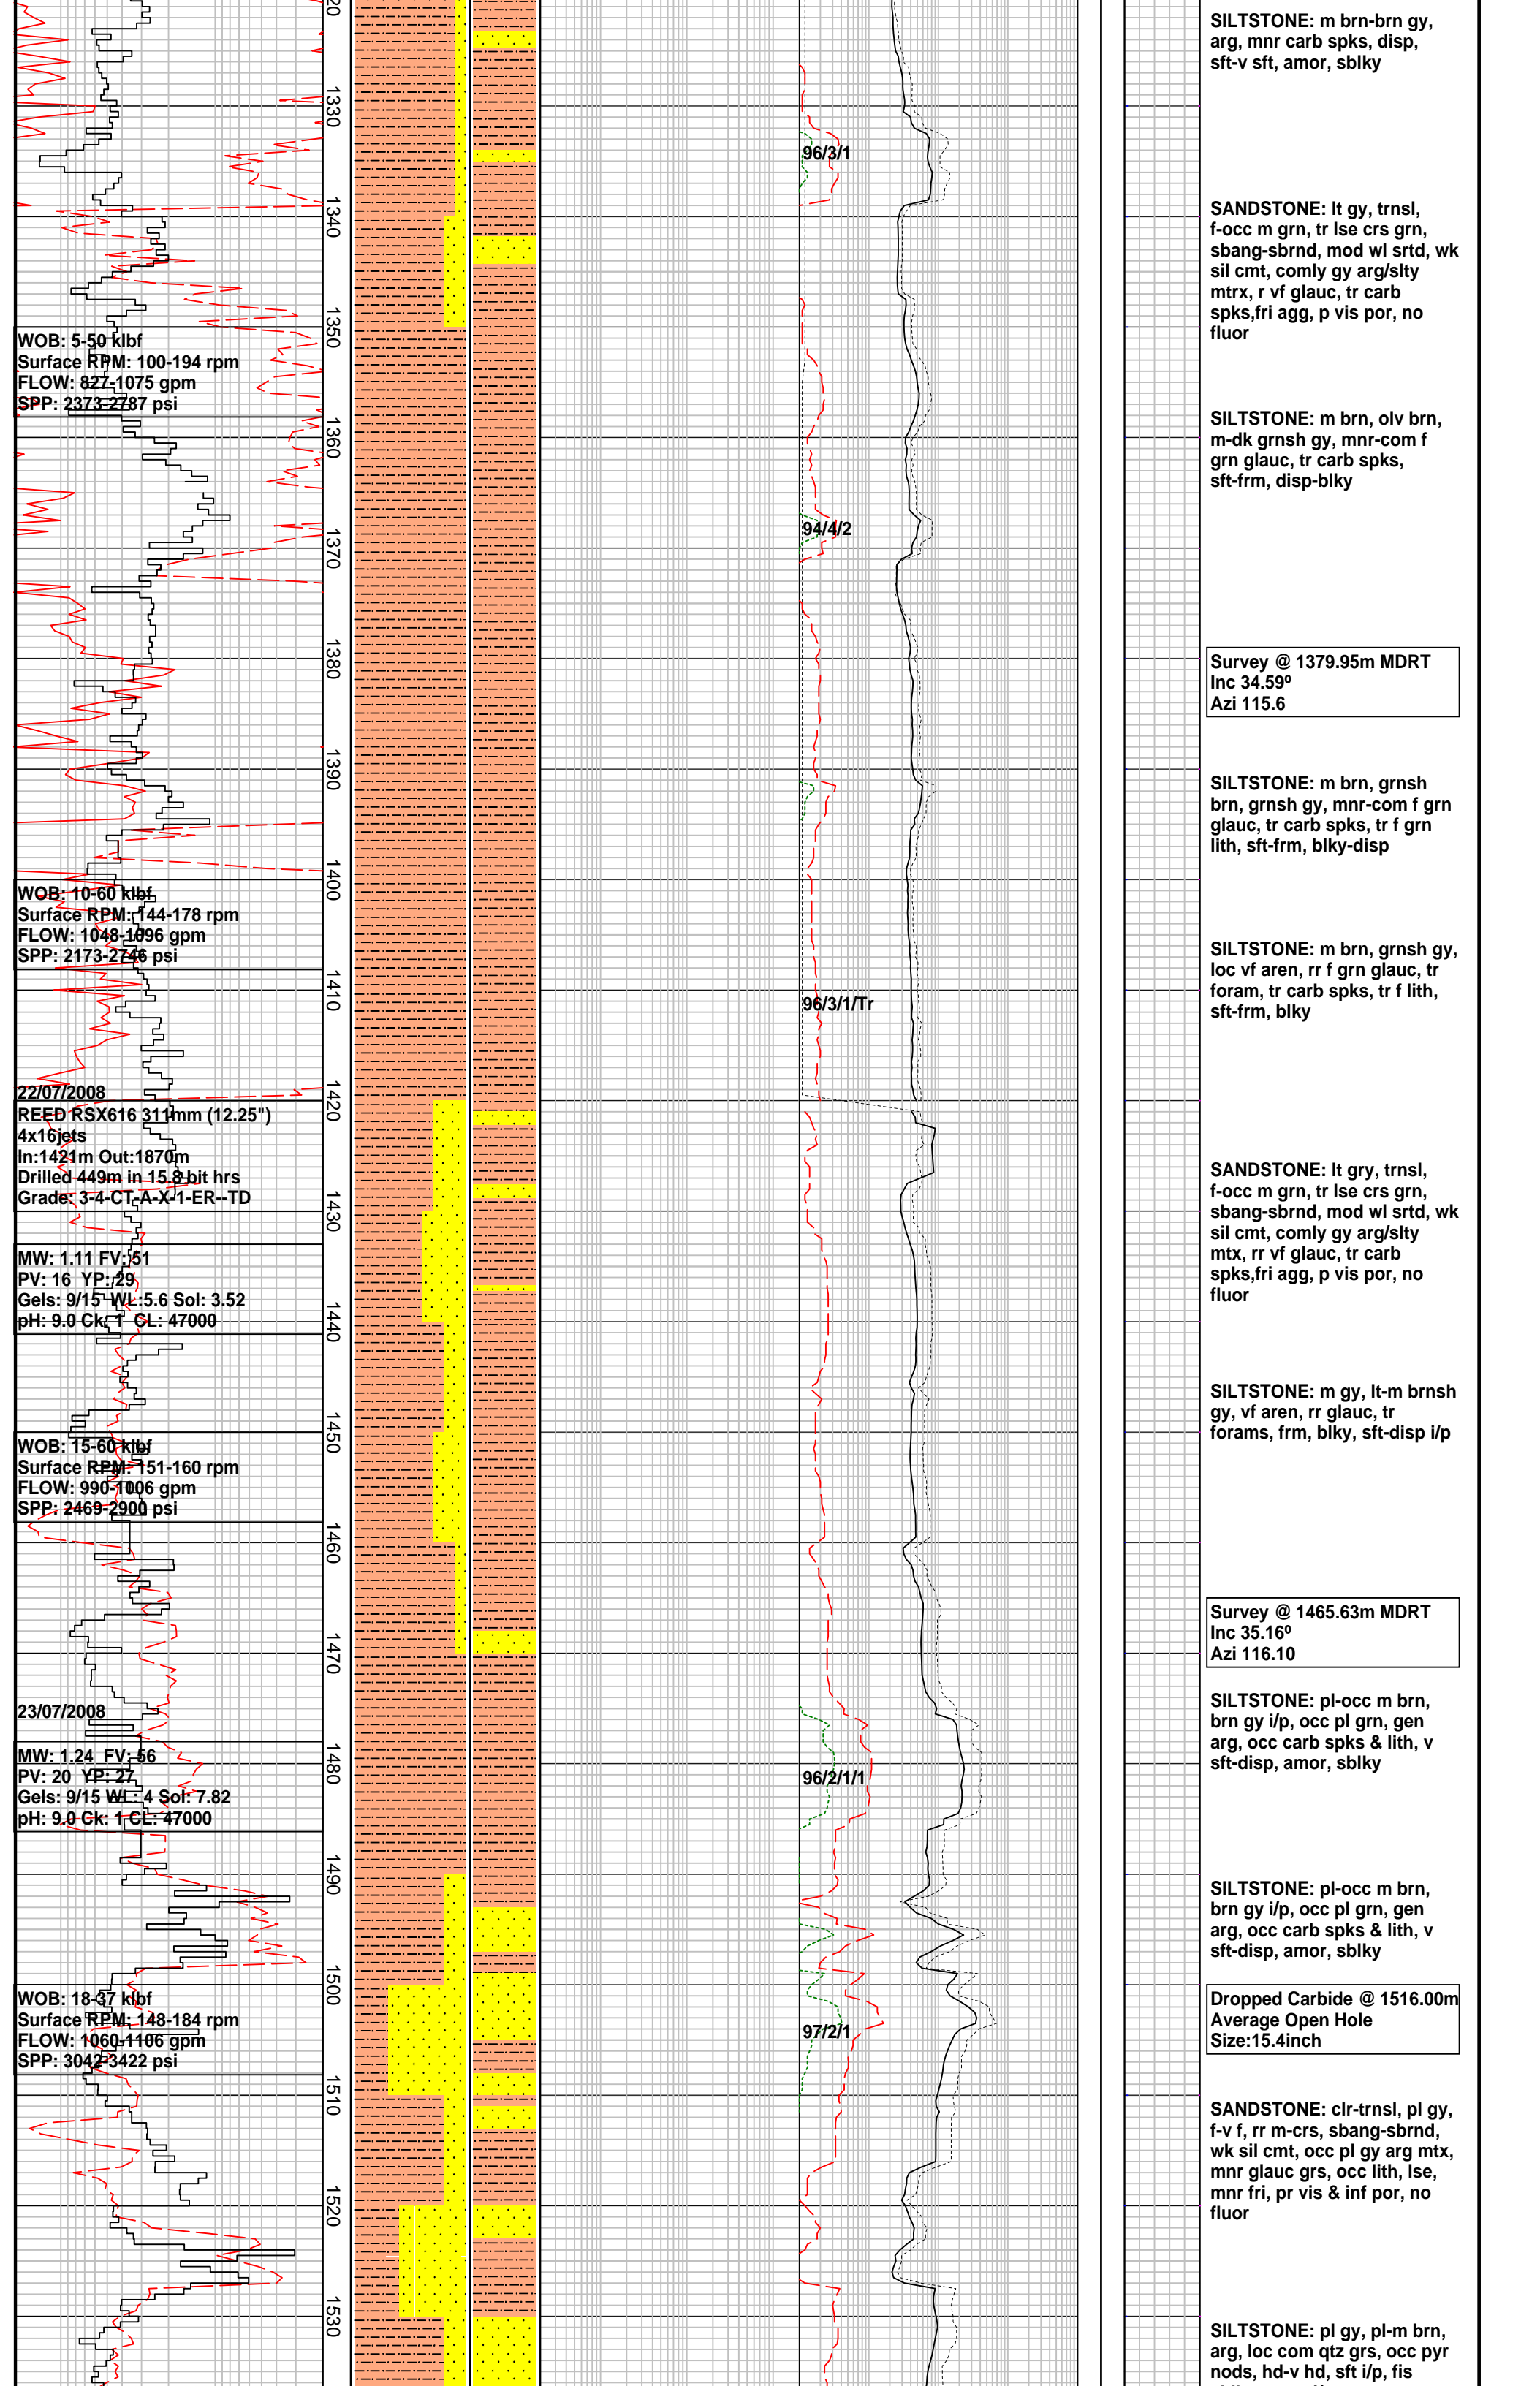 20
1330
1340
1350
1360
1370
1380
1390
1400
1410
1420
1430
1440
1450
1460
1470
1480
1490
1500
1510
1520
1530
WOB: 5-50 klbf
Surface RPM: 100-194 rpm
FLOW: 827-1075 gpm
SPP: 2373-2787 psi
WOB: 10-60 klbf
Surface RPM: 144-178 rpm
FLOW: 1048-1096 gpm
SPP: 2173-2746 psi
22/07/2008
REED RSX616 311mm (12.25")
4x16jets
In:1421m Out:1870m
Drilled 449m in 15.8 bit hrs
Grade: 3-4-CT-A-X-1-ER--TD
MW: 1.11 FV: 51
PV: 16 YP: 29
Gels: 9/15 WL:5.6 Sol: 3.52
pH: 9.0 Ck: 1 CL: 47000
WOB: 15-60 klbf
Surface RPM: 151-160 rpm
FLOW: 990-1006 gpm
SPP: 2469-2900 psi
23/07/2008
MW: 1.24 FV: 56
PV: 20 YP: 27
Gels: 9/15 WL: 4 Sol: 7.82
pH: 9.0 Ck: 1 CL: 47000
WOB: 18-37 klbf
Surface RPM: 148-184 rpm
FLOW: 1060-1106 gpm
SPP: 3042-3422 psi
96/3/1
94/4/2
96/3/1/Tr
96/2/1/1
97/2/1
SILTSTONE: m brn-brn gy,
arg, mnr carb spks, disp,
sft-v sft, amor, sblky
SANDSTONE: lt gy, trnsl,
f-occ m grn, tr lse crs grn,
sbang-sbrnd, mod wl srtd, wk
sil cmt, comly gy arg/slty
mtrx, r vf glauc, tr carb
spks,fri agg, p vis por, no
fluor
SILTSTONE: m brn, olv brn,
m-dk grnsh gy, mnr-com f
grn glauc, tr carb spks,
sft-frm, disp-blky
Survey @ 1379.95m MDRT
Inc 34.59º
Azi 115.6
SILTSTONE: m brn, grnsh
brn, grnsh gy, mnr-com f grn
glauc, tr carb spks, tr f grn
lith, sft-frm, blky-disp
SILTSTONE: m brn, grnsh gy,
loc vf aren, rr f grn glauc, tr
foram, tr carb spks, tr f lith,
sft-frm, blky
SANDSTONE: lt gry, trnsl,
f-occ m grn, tr lse crs grn,
sbang-sbrnd, mod wl srtd, wk
sil cmt, comly gy arg/slty
mtx, rr vf glauc, tr carb
spks,fri agg, p vis por, no
fluor
SILTSTONE: m gy, lt-m brnsh
gy, vf aren, rr glauc, tr
forams, frm, blky, sft-disp i/p
Survey @ 1465.63m MDRT
Inc 35.16º
Azi 116.10
SILTSTONE: pl-occ m brn,
brn gy i/p, occ pl grn, gen
arg, occ carb spks & lith, v
sft-disp, amor, sblky
SILTSTONE: pl-occ m brn,
brn gy i/p, occ pl grn, gen
arg, occ carb spks & lith, v
sft-disp, amor, sblky
Dropped Carbide @ 1516.00m
Average Open Hole
Size:15.4inch
SANDSTONE: clr-trnsl, pl gy,
f-v f, rr m-crs, sbang-sbrnd,
wk sil cmt, occ pl gy arg mtx,
mnr glauc grs, occ lith, lse,
mnr fri, pr vis & inf por, no
fluor
SILTSTONE: pl gy, pl-m brn,
arg, loc com qtz grs, occ pyr
nods, hd-v hd, sft i/p, fis